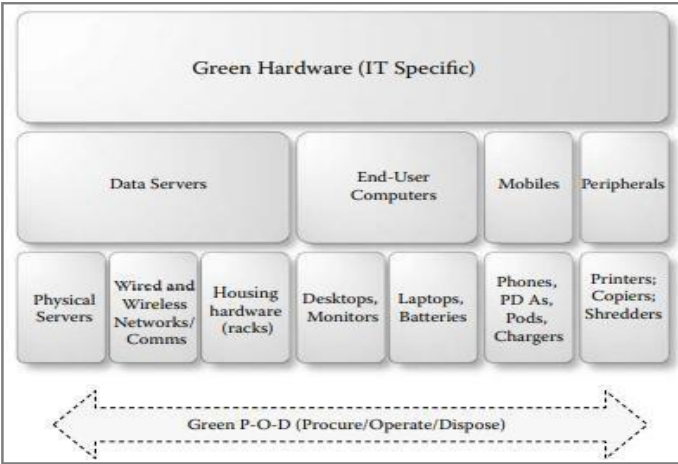 Green Hardware (IT Specific)
Data Servers
End-User
Computers
Mobiles
Peripherals
Physical
Servers
Wired and
Wireless
Networks/
Comms
Housing
hardware
(racks)
Desktops,
Monitors
Laptops,
Batteries
Phones,
PD As,
Pods,
Chargers
Printers;
Copiers;
Shredders
Green P-O-D (Procure/Operate/Dispose)